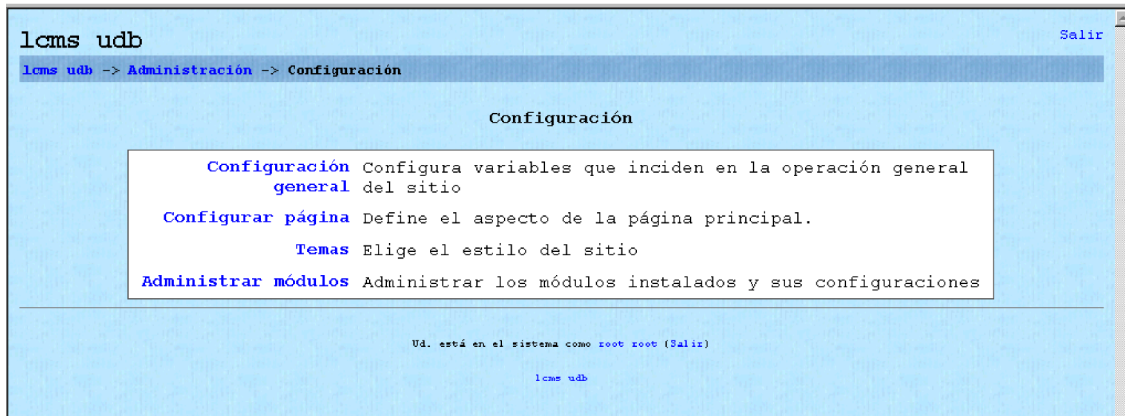 lcms udb
Salir
lcms udb -> Administración -> Configuración
Configuración
Configuración general
Configura variables que inciden en la operación general del sitio
Configurar página
Define el aspecto de la página principal.
Temas
Elige el estilo del sitio
Administrar módulos
Administrar los módulos instalados y sus configuraciones
Ud. está en el sistema como root root (Salir)
lcms udb